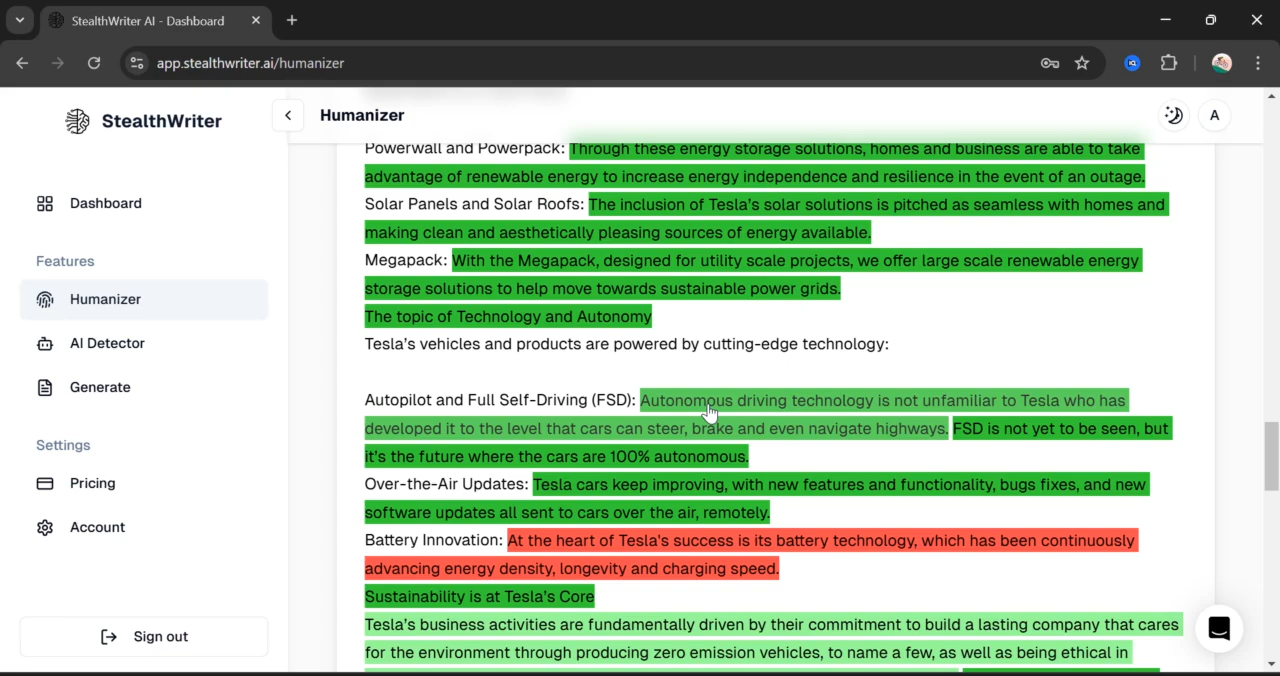 StealthWriter AI - Dashboard
app.stealthwriter.ai/humanizer
StealthWriter
Humanizer
A
Dashboard
Features
Humanizer
AI Detector
Generate
Settings
Pricing
Account
Sign out
Powerwall and Powerpack: Through these energy storage solutions, homes and business are able to take
advantage of renewable energy to increase energy independence and resilience in the event of an outage.
Solar Panels and Solar Roofs: The inclusion of Tesla's solar solutions is pitched as seamless with homes and
making clean and aesthetically pleasing sources of energy available.
Megapack: With the Megapack, designed for utility scale projects, we offer large scale renewable energy
storage solutions to help move towards sustainable power grids.
The topic of Technology and Autonomy
Tesla's vehicles and products are powered by cutting-edge technology:
Autopilot and Full Self-Driving (FSD): Autonomous driving technology is not unfamiliar to Tesla who has
developed it to the level that cars can steer, brake and even navigate highways. FSD is not yet to be seen, but
it's the future where the cars are 100% autonomous.
Over-the-Air Updates: Tesla cars keep improving, with new features and functionality, bugs fixes, and new
software updates all sent to cars over the air, remotely.
Battery Innovation: At the heart of Tesla's success is its battery technology, which has been continuously
advancing energy density, longevity and charging speed.
Sustainability is at Tesla's Core
Tesla's business activities are fundamentally driven by their commitment to build a lasting company that cares
for the environment through producing zero emission vehicles, to name a few, as well as being ethical in